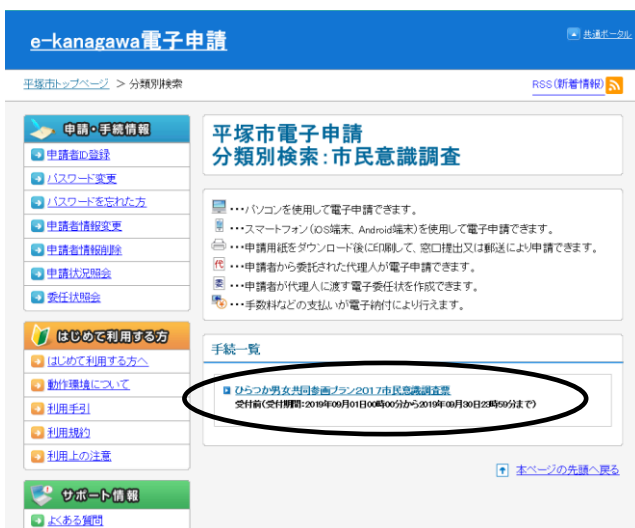 e-kanagawa電子申請
共通ポータル
平塚市トップページ > 分類別検索
RSS(新着情報)
申請・手続情報
申請者ID登録
パスワード変更
パスワードを忘れた方
申請者情報変更
申請者情報削除
申請状況照会
委任状照会
はじめて利用する方
はじめて利用する方へ
動作環境について
利用手引
利用規約
利用上の注意
サポート情報
よくある質問
平塚市電子申請
分類別検索:市民意識調査
・・・パソコンを使用して電子申請できます。
・・・スマートフォン(iOS端末、Android端末)を使用して電子申請できます。
・・・申請用紙をダウンロード後に印刷して、窓口提出又は郵送により申請できます。
代 ・・・申請者から委託された代理人が電子申請できます。
委 ・・・申請者が代理人に渡す電子委任状を作成できます。
・・・手数料などの支払いが電子納付により行えます。
手続一覧
ひらつか男女共同参画プラン2017市民意識調査票
受付前(受付期間:2019年09月01日00時00分から2019年09月30日23時59分まで)
本ページの先頭へ戻る